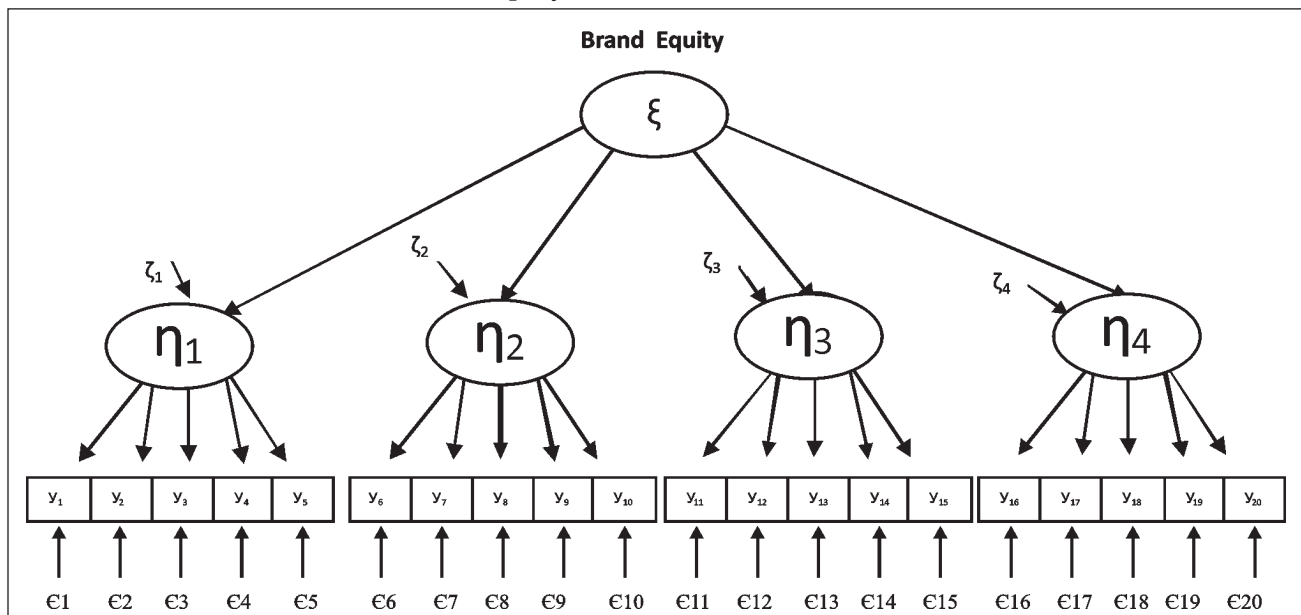 Brand Equity
ξ
ζ1 ζ2 ζ3 ζ4
η1 η2 η3 η4
y1 y2 y3 y4 y5 y6 y7 y8 y9 y10 y11 y12 y13 y14 y15 y16 y17 y18 y19 y20
Є1 Є2 Є3 Є4 Є5 Є6 Є7 Є8 Є9 Є10 Є11 Є12 Є13 Є14 Є15 Є16 Є17 Є18 Є19 Є20